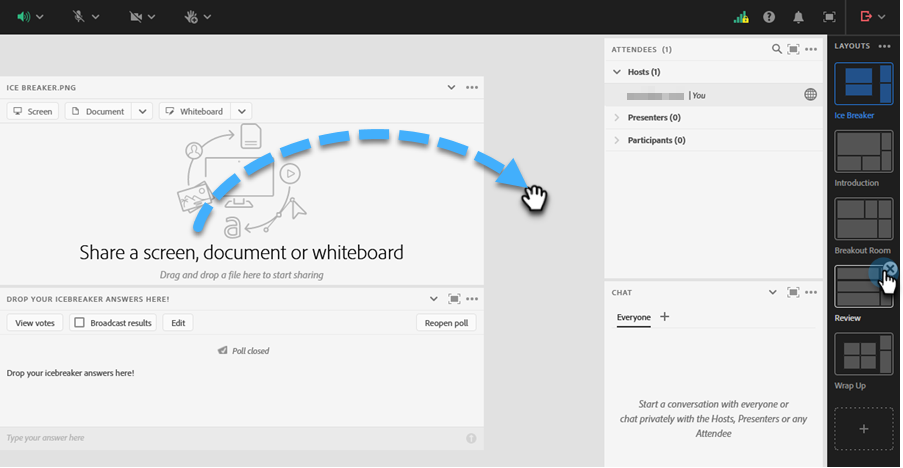 ICE BREAKER.PNG
Screen
Document
Whiteboard
a
Share a screen, document or whiteboard
Drag and drop a file here to start sharing
DROP YOUR ICEBREAKER ANSWERS HERE!
View votes
Broadcast results
Edit
Reopen poll
Poll closed
Drop your icebreaker answers here!
Type your answer here
ATTENDEES (1)
Hosts (1)
| You
Presenters (0)
Participants (0)
CHAT
Everyone
Start a conversation with everyone or
chat privately with the Hosts, Presenters or any
Attendee
LAYOUTS
Ice Breaker
Introduction
Breakout Room
Review
Wrap Up